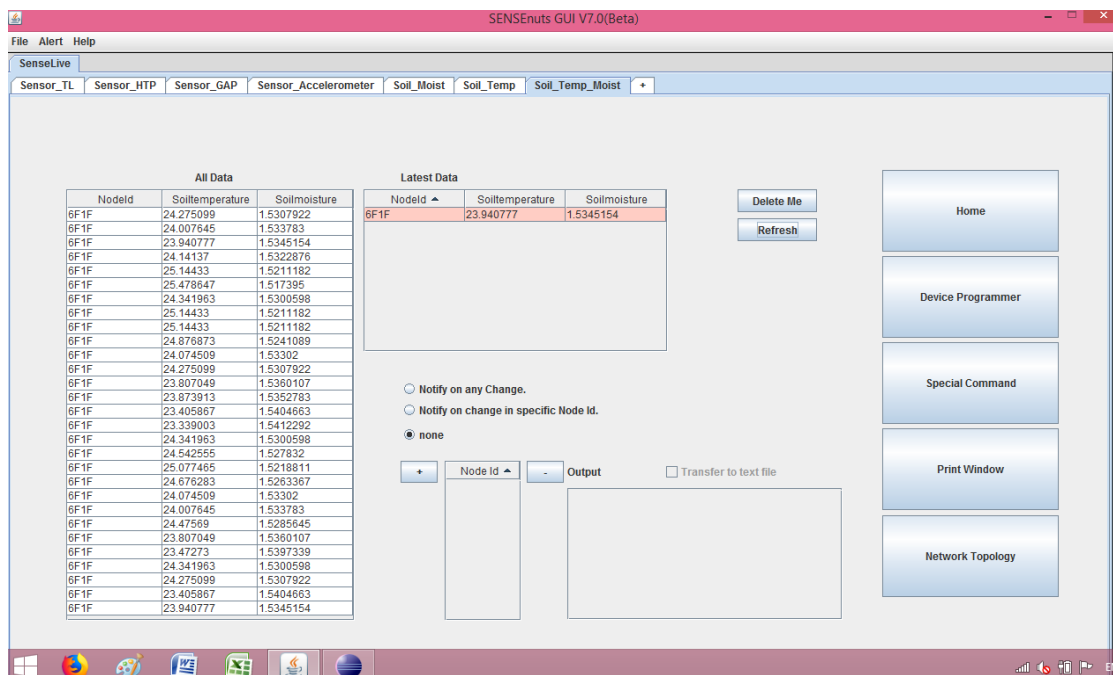 SENSEnuts GUI V7.0(Beta)
File Alert Help
SenseLive
Sensor_TL Sensor_HTP Sensor_GAP Sensor_Accelerometer Soil_Moist Soil_Temp Soil_Temp_Moist +
All Data
NodeId Soiltemperature Soilmoisture
6F1F 24.275099 1.5307922
6F1F 24.007645 1.533783
6F1F 23.940777 1.5345154
6F1F 24.14137 1.5322876
6F1F 25.14433 1.5211182
6F1F 25.478647 1.517395
6F1F 24.341963 1.5300598
6F1F 25.14433 1.5211182
6F1F 25.14433 1.5211182
6F1F 24.876873 1.5241089
6F1F 24.074509 1.53302
6F1F 24.275099 1.5307922
6F1F 23.807049 1.5360107
6F1F 23.873913 1.5352783
6F1F 23.405867 1.5404663
6F1F 23.339003 1.5412292
6F1F 24.341963 1.5300598
6F1F 24.542555 1.527832
6F1F 25.077465 1.5218811
6F1F 24.676283 1.5263367
6F1F 24.074509 1.53302
6F1F 24.007645 1.533783
6F1F 24.47569 1.5285645
6F1F 23.807049 1.5360107
6F1F 23.47273 1.5397339
6F1F 24.341963 1.5300598
6F1F 24.275099 1.5307922
6F1F 23.405867 1.5404663
6F1F 23.940777 1.5345154
Latest Data
NodeId Soiltemperature Soilmoisture
6F1F 23.940777 1.5345154
Notify on any Change.
Notify on change in specific Node Id.
none
+ Node Id - Output Transfer to text file
Delete Me
Refresh
Home
Device Programmer
Special Command
Print Window
Network Topology